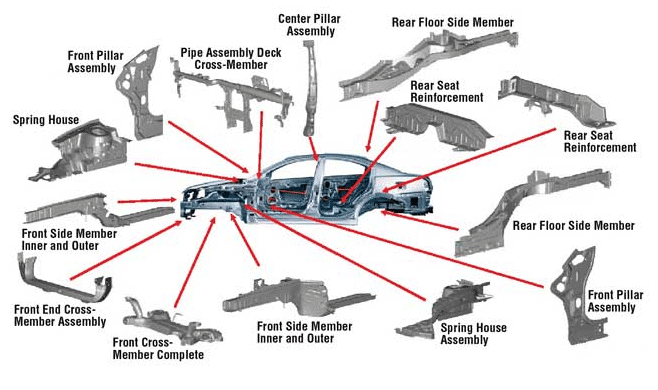 Center Pillar
Assembly
Rear Floor Side Member
Front Pillar
Assembly
Pipe Assembly Deck
Cross-Member
Rear Seat
Reinforcement
Spring House
Rear Seat
Reinforcement
Front Side Member
Inner and Outer
Rear Floor Side Member
Front End Cross-
Member Assembly
Front Cross-
Member Complete
Front Side Member
Inner and Outer
Spring House
Assembly
Front Pillar
Assembly